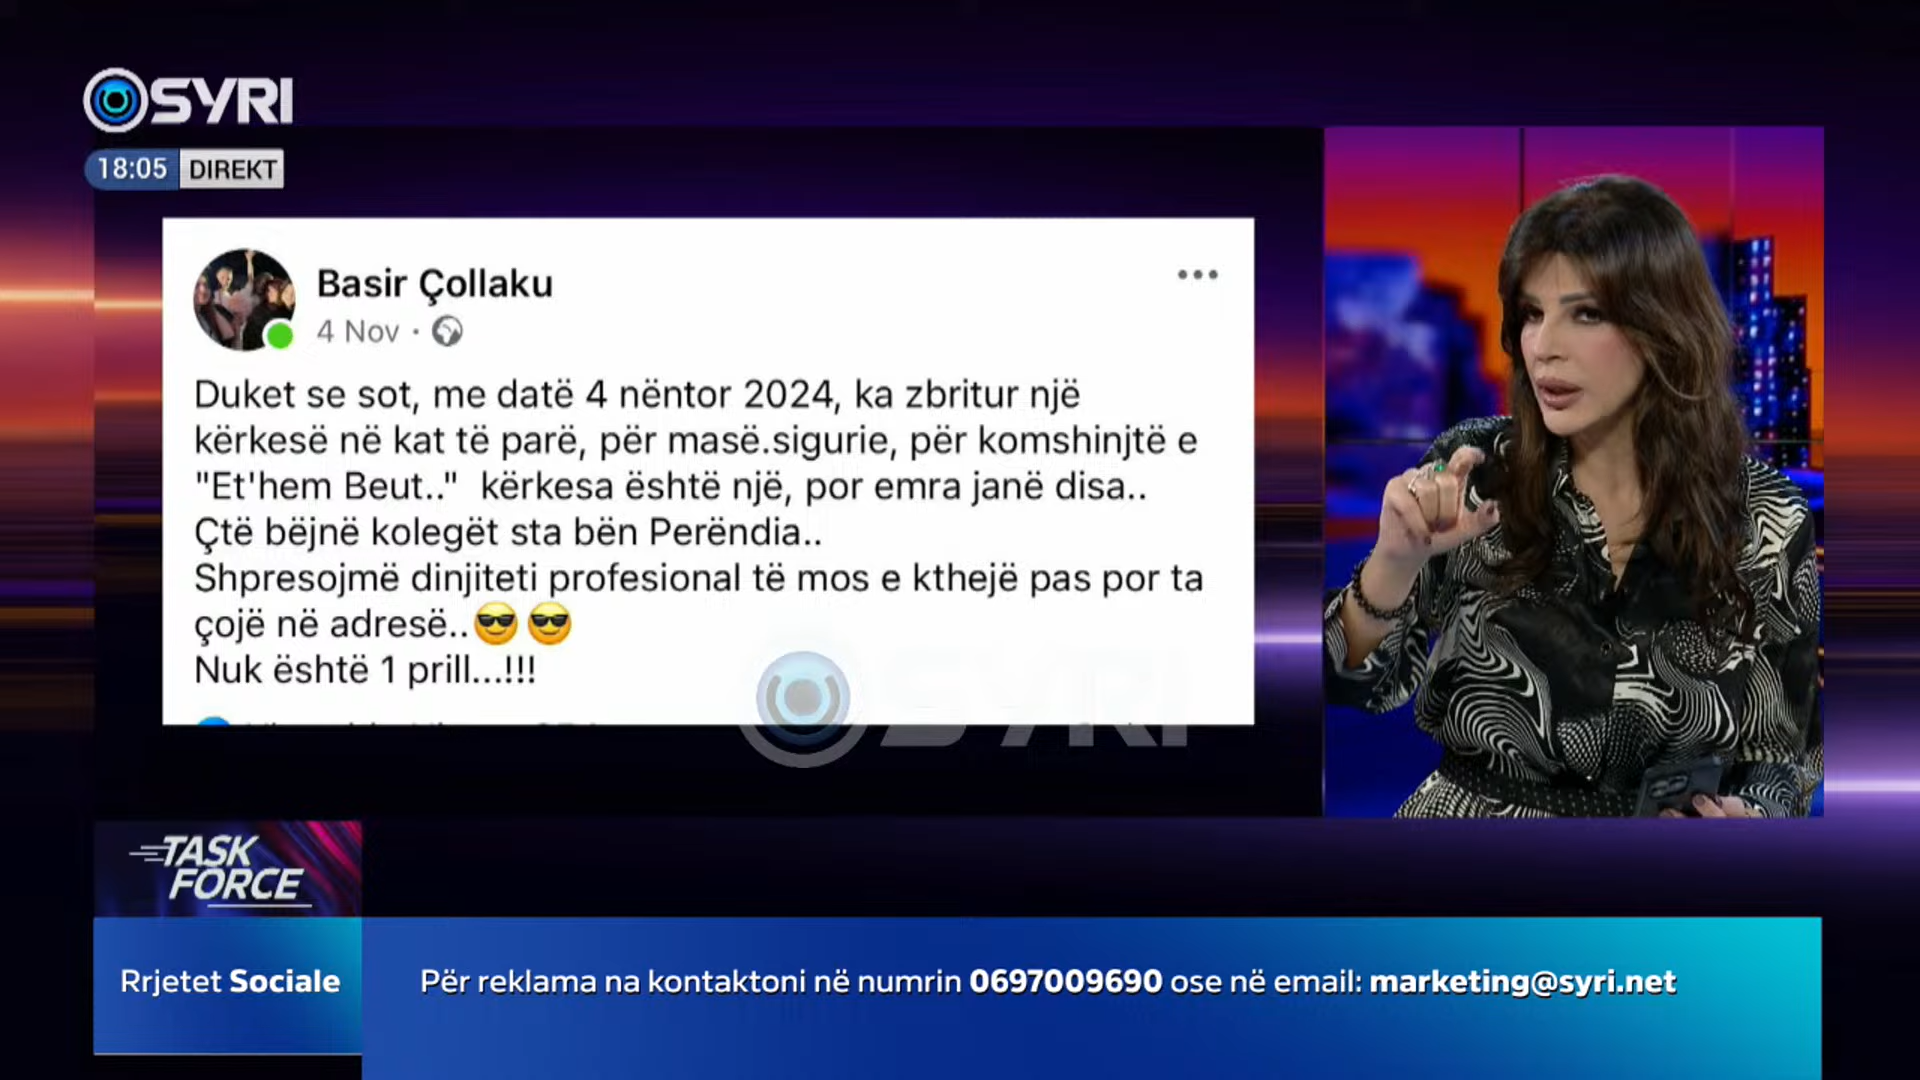 SYRI
18:05 DIREKT
Basir Çollaku
4 Nov ·
Duket se sot, me datë 4 nëntor 2024, ka zbritur një
kërkesë në kat të parë, për masë.sigurie, për komshinjtë e
"Et'hem Beut.."  kërkesa është një, por emra janë disa..
Çtë bëjnë kolegët sta bën Perëndia..
Shpresojmë dinjiteti profesional të mos e kthejë pas por ta
çojë në adresë..😎😎
Nuk është 1 prill...!!!
SYRI
TASK
FORCE
Rrjetet Sociale
Për reklama na kontaktoni në numrin 0697009690 ose në email: marketing@syri.net